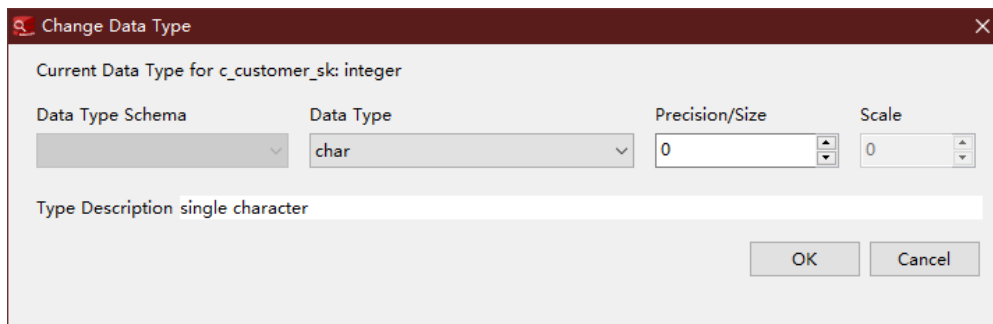 Change Data Type
Current Data Type for c_customer_sk: integer
Data Type Schema Data Type Precision/Size Scale
char 0 0
Type Description single character
OK Cancel